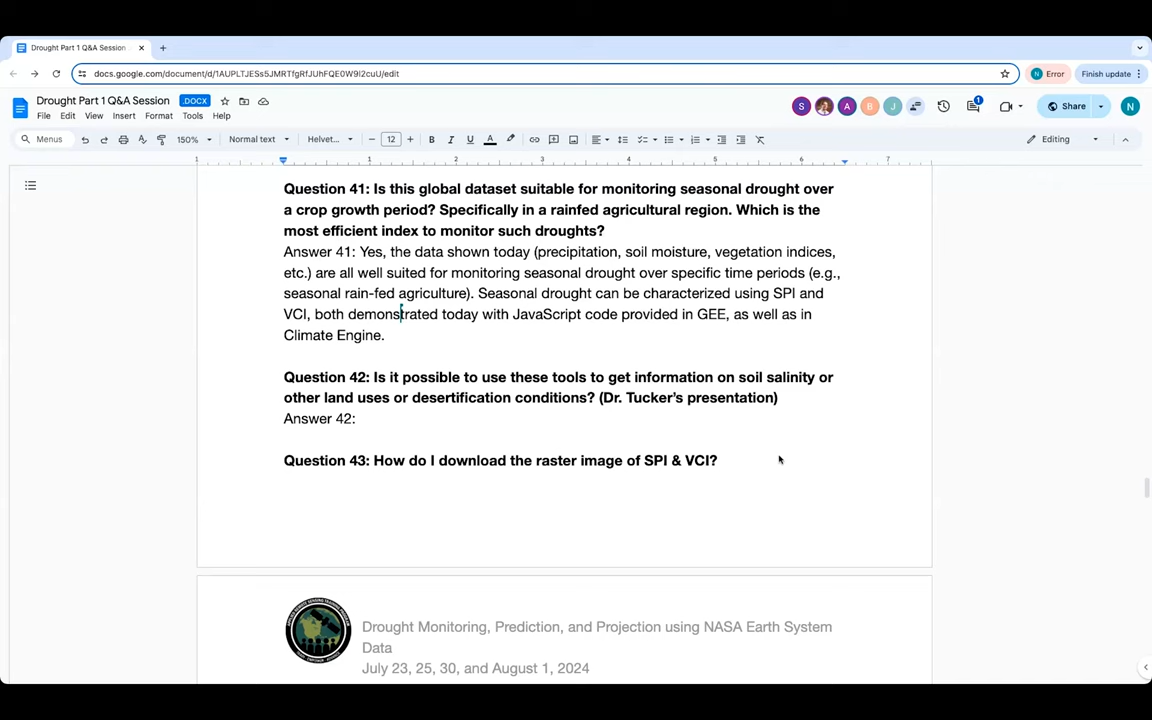 Drought Part 1 Q&A Session
docs.google.com/document/d/1AUPLTJESs5JMRTfgRfJUhFQE0W9I2cuU/edit
N Error
Finish update
Drought Part 1 Q&A Session .DOCX
File Edit View Insert Format Tools Help
S A B J 1 Share N
Menus 150% Normal text Helvet... 12 B I U A Editing
1 1 2 3 4 5 6 7
Question 41: Is this global dataset suitable for monitoring seasonal drought over
a crop growth period? Specifically in a rainfed agricultural region. Which is the
most efficient index to monitor such droughts?
Answer 41: Yes, the data shown today (precipitation, soil moisture, vegetation indices,
etc.) are all well suited for monitoring seasonal drought over specific time periods (e.g.,
seasonal rain-fed agriculture). Seasonal drought can be characterized using SPI and
VCI, both demonstrated today with JavaScript code provided in GEE, as well as in
Climate Engine.
Question 42: Is it possible to use these tools to get information on soil salinity or
other land uses or desertification conditions? (Dr. Tucker's presentation)
Answer 42:
Question 43: How do I download the raster image of SPI & VCI?
Drought Monitoring, Prediction, and Projection using NASA Earth System
Data
July 23, 25, 30, and August 1, 2024